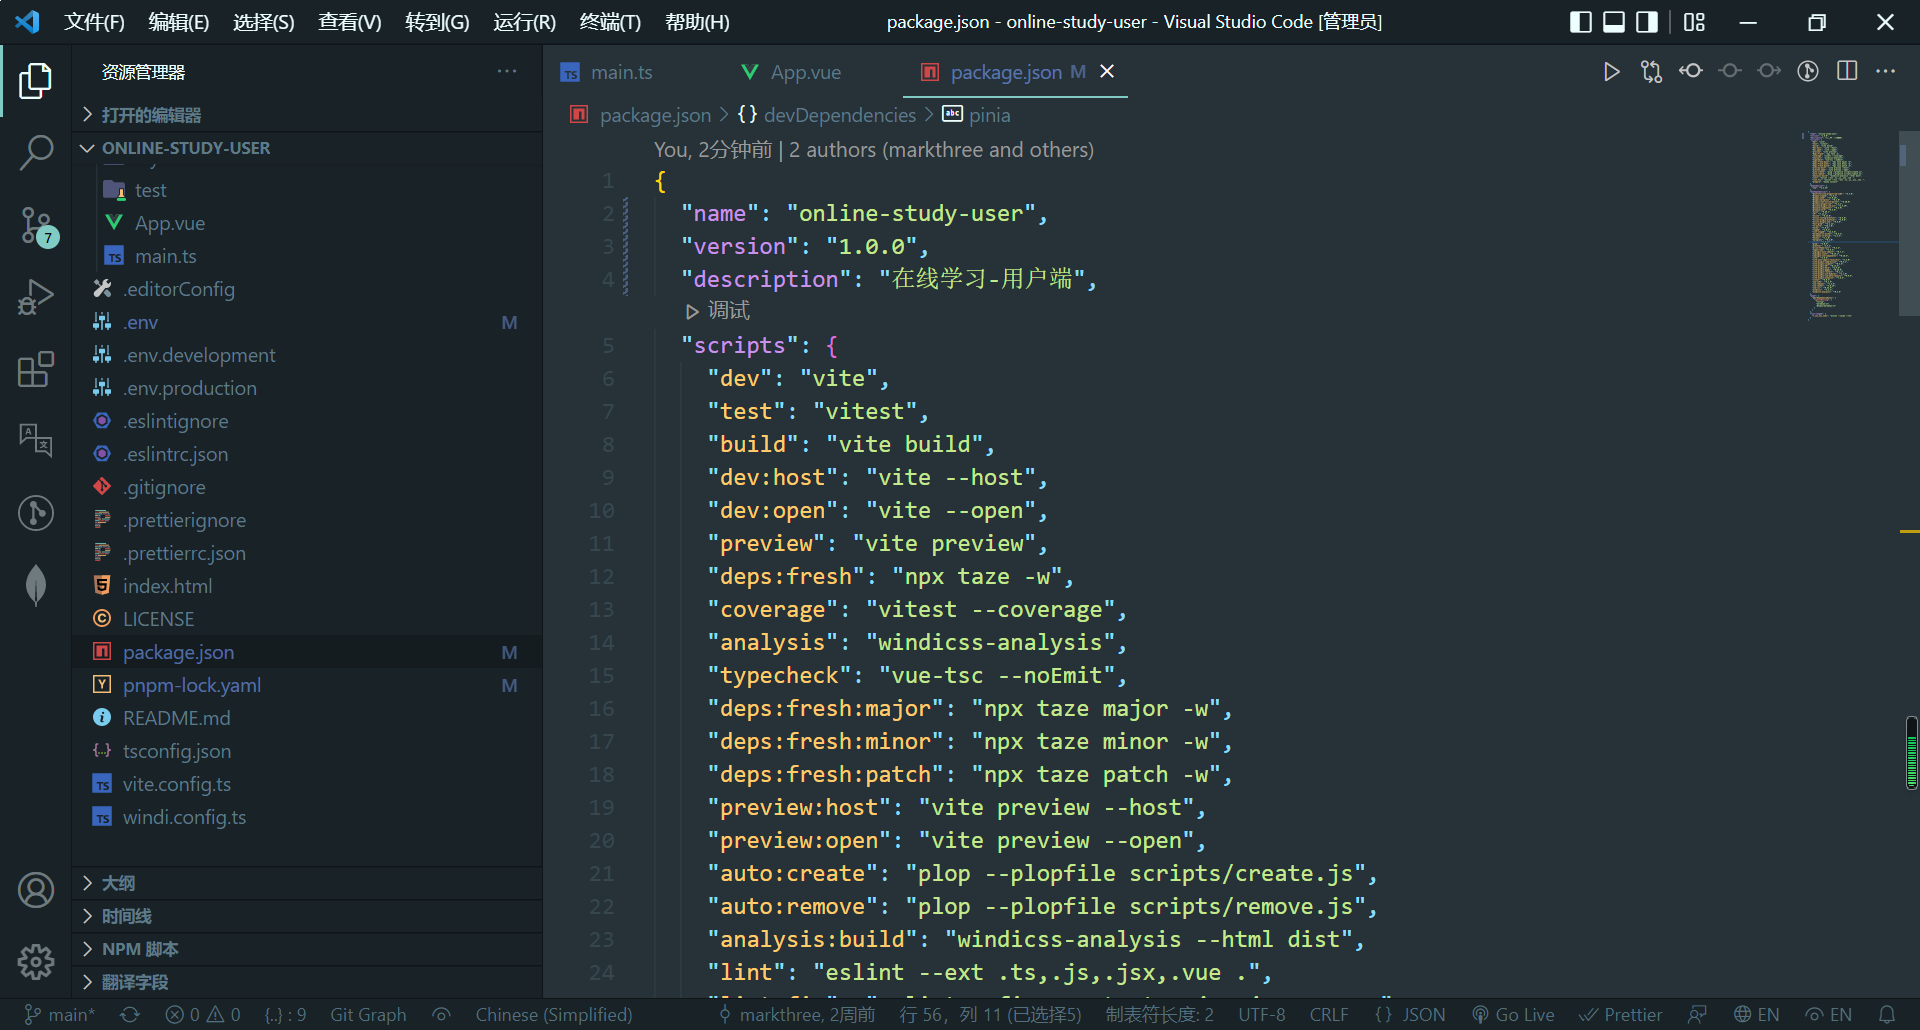 文件(F) 编辑(E) 选择(S) 查看(V) 转到(G) 运行(R) 终端(T) 帮助(H) package.json - online-study-user - Visual Studio Code [管理员]
资源管理器
打开的编辑器
ONLINE-STUDY-USER
test
App.vue
main.ts
.editorConfig
.env M
.env.development
.env.production
.eslintignore
.eslintrc.json
.gitignore
.prettierignore
.prettierrc.json
index.html
LICENSE
package.json M
pnpm-lock.yaml M
README.md
tsconfig.json
vite.config.ts
windi.config.ts
大纲
时间线
NPM 脚本
翻译字段
7
main.ts App.vue package.json M
package.json > {} devDependencies > abc pinia
You, 2分钟前 | 2 authors (markthree and others)
1 {
2 "name": "online-study-user",
3 "version": "1.0.0",
4 "description": "在线学习-用户端",
调试
5 "scripts": {
6 "dev": "vite",
7 "test": "vitest",
8 "build": "vite build",
9 "dev:host": "vite --host",
10 "dev:open": "vite --open",
11 "preview": "vite preview",
12 "deps:fresh": "npx taze -w",
13 "coverage": "vitest --coverage",
14 "analysis": "windicss-analysis",
15 "typecheck": "vue-tsc --noEmit",
16 "deps:fresh:major": "npx taze major -w",
17 "deps:fresh:minor": "npx taze minor -w",
18 "deps:fresh:patch": "npx taze patch -w",
19 "preview:host": "vite preview --host",
20 "preview:open": "vite preview --open",
21 "auto:create": "plop --plopfile scripts/create.js",
22 "auto:remove": "plop --plopfile scripts/remove.js",
23 "analysis:build": "windicss-analysis --html dist",
24 "lint": "eslint --ext .ts,.js,.jsx,.vue .",
main* 0 0 {..} : 9 Git Graph Chinese (Simplified) markthree, 2周前 行 56，列 11 (已选择5) 制表符长度: 2 UTF-8 CRLF {} JSON Go Live Prettier EN EN